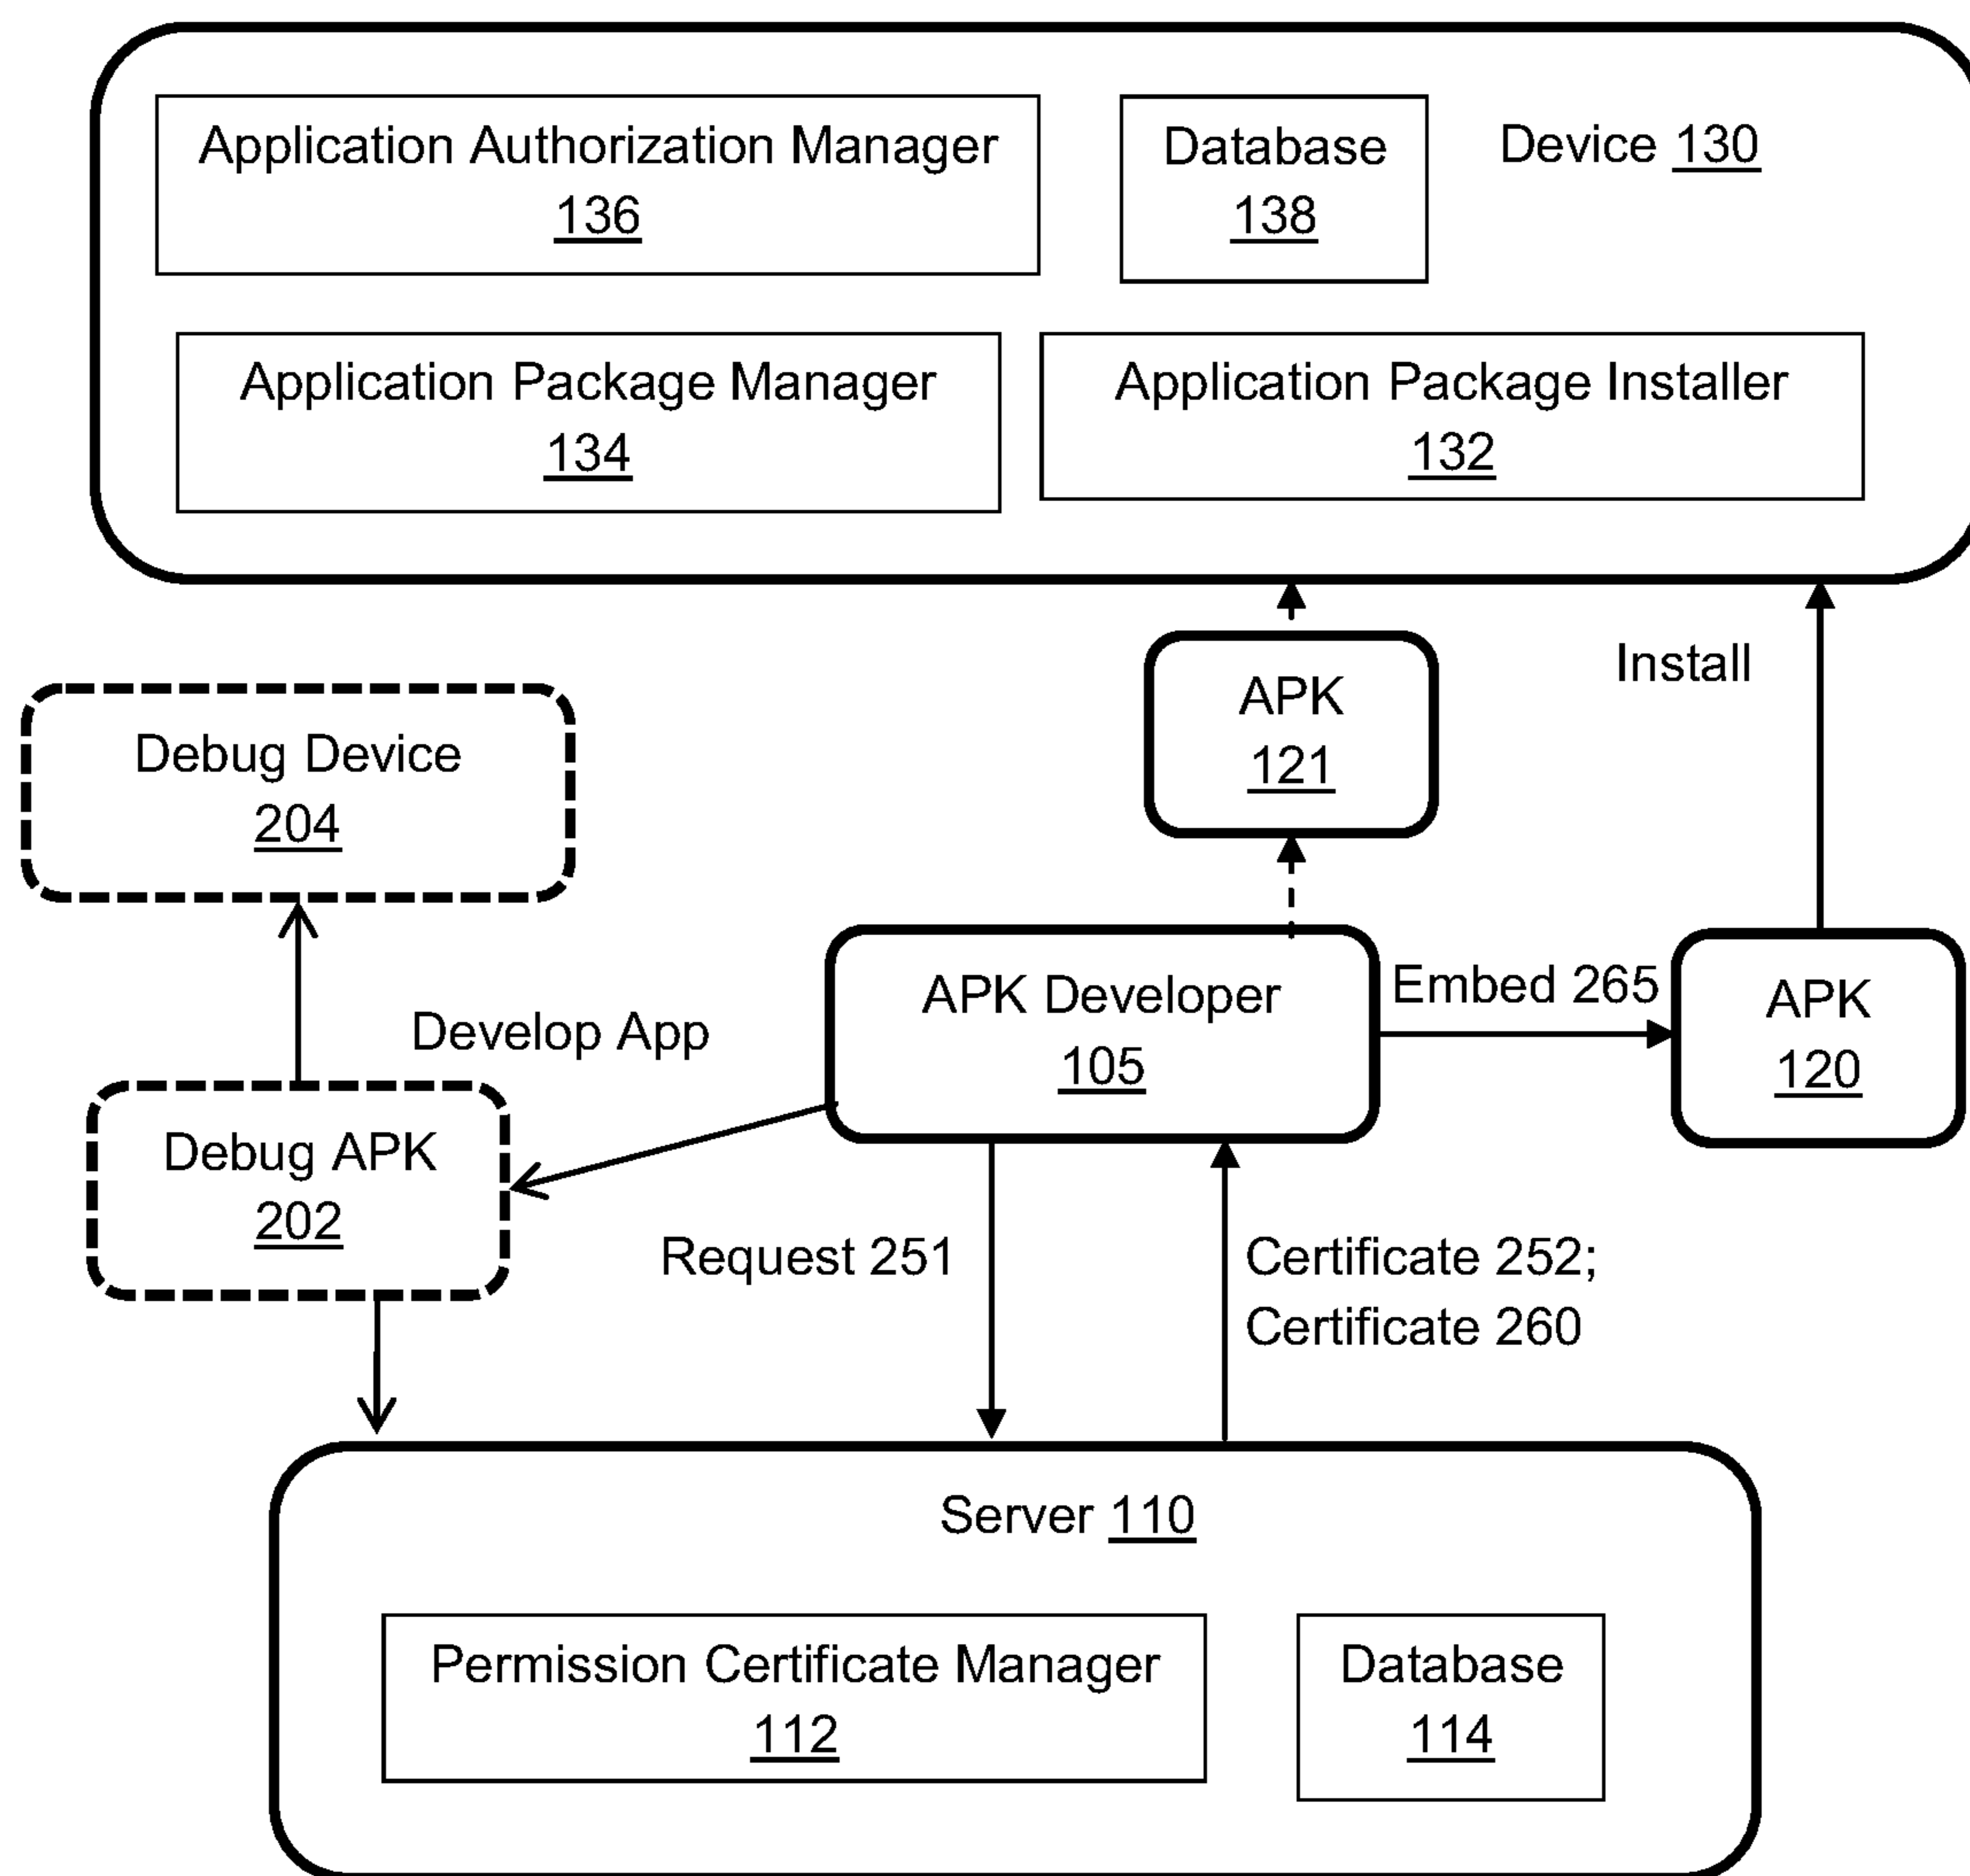 Application Authorization Manager
136
Database
138
Device 130
Application Package Manager
134
Application Package Installer
132
Install
APK
121
Debug Device
204
APK Developer
105
Embed 265
APK
120
Develop App
Debug APK
202
Request 251
Certificate 252;
Certificate 260
Server 110
Permission Certificate Manager
112
Database
114